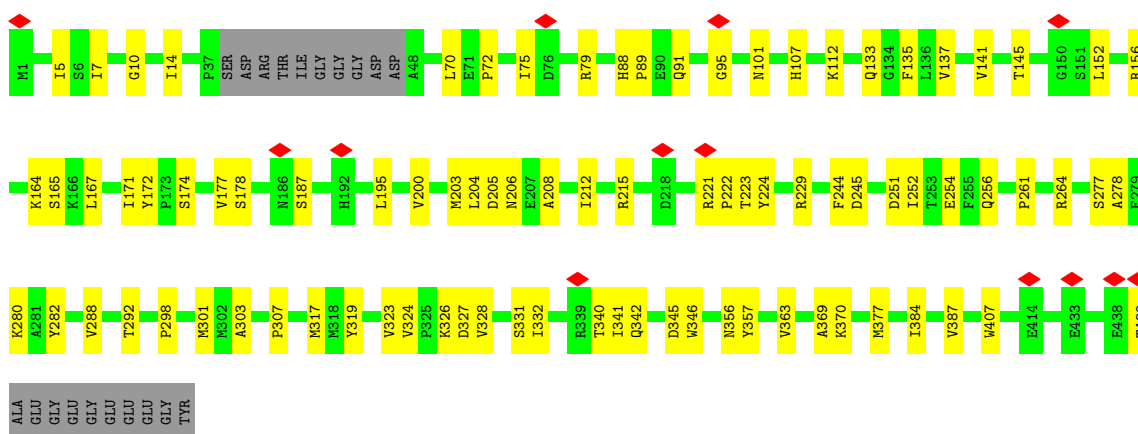 M1 I5 S6 I7 G10 I14 P37 SER ASP ARG THR ILE GLY GLY GLY ASP ASP A48 L70 E71 P72 I75 D76 R79 H88 P89 E90 Q91 G95 N101 H107 K112 Q133 G134 F135 L136 V137 V141 T145 G150 S151 L152 R156
K164 S165 K166 L167 I171 Y172 P173 S174 V177 S178 N186 S187 H192 L195 V200 M203 L204 D205 N206 E207 A208 I212 R215 D218 R221 P222 T223 Y224 R229 F244 D245 D251 I252 T253 E254 F255 Q256 P261 R264 S277 A278 E279
K280 A281 Y282 V288 T292 P298 M301 M302 A303 P307 M317 M318 Y319 V323 V324 P325 K326 D327 V328 S331 I332 R339 T340 I341 Q342 D345 W346 N356 Y357 V363 A369 K370 M377 I384 V387 W407 E414 E433 E438
ALA GLU GLY GLU GLY GLU GLU GLU GLY TYR